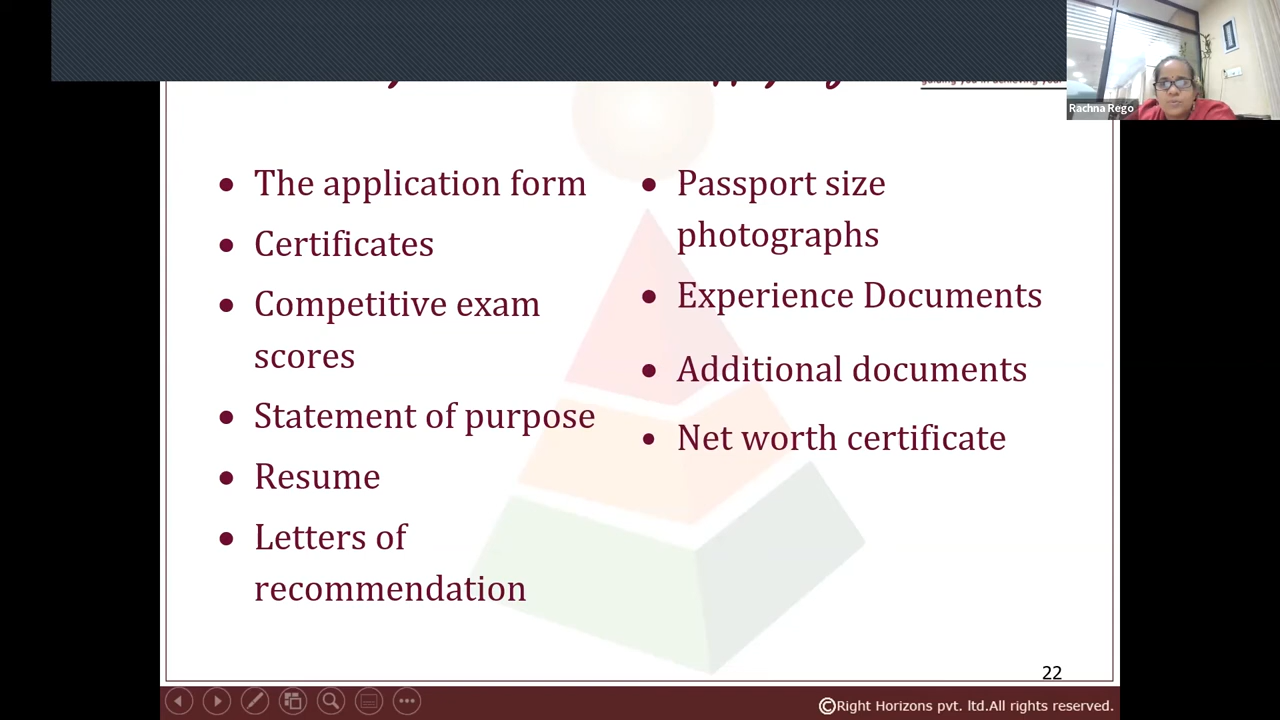 Rachna Rego
The application form
Certificates
Competitive exam
scores
Statement of purpose
Resume
Letters of
recommendation
Passport size
photographs
Experience Documents
Additional documents
Net worth certificate
22
©Right Horizons pvt. ltd.All rights reserved.